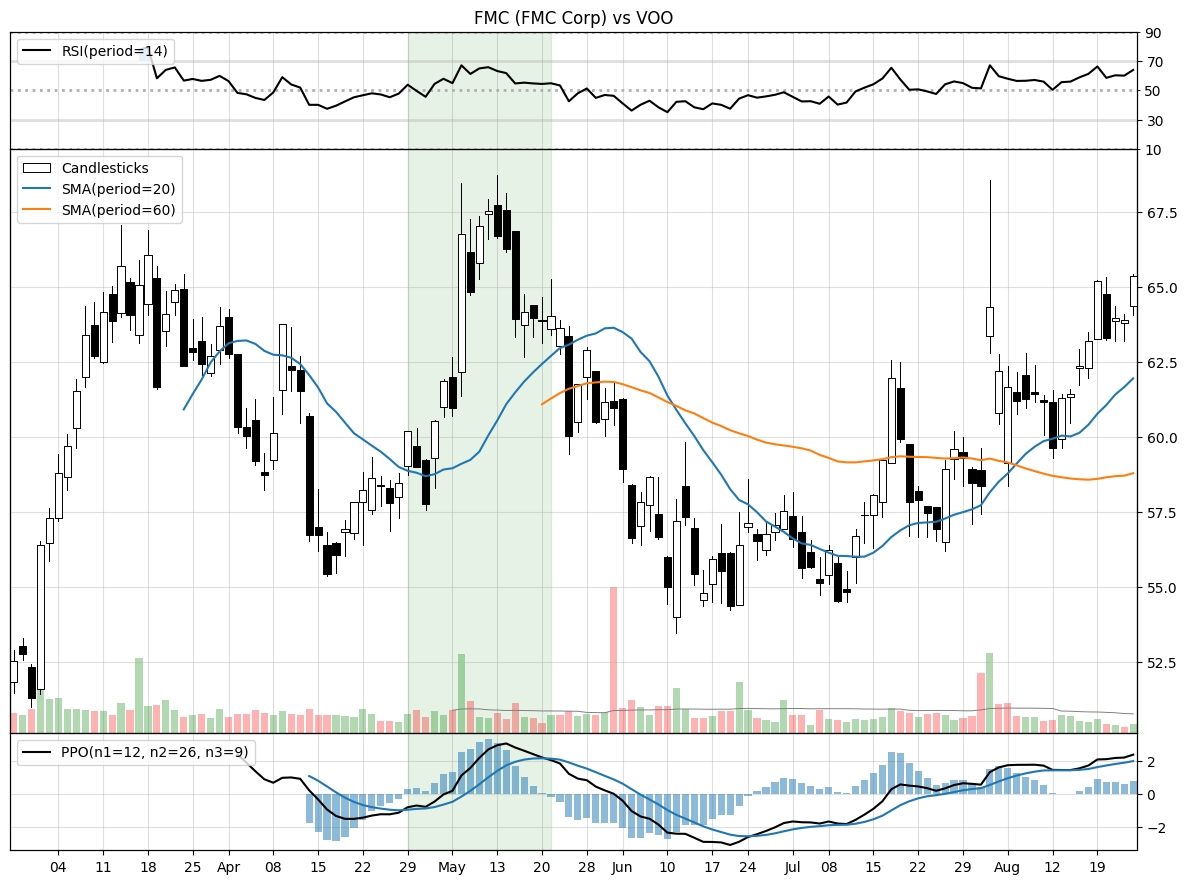 FMC (FMC Corp) vs VOO
RSI(period=14)
90
70
50
30
10
Candlesticks
SMA(period=20)
SMA(period=60)
67.5
65.0
62.5
60.0
57.5
55.0
52.5
PPO(n1=12, n2=26, n3=9)
2
0
−2
04 11 18 25 Apr 08 15 22 29 May 13 20 28 Jun 10 17 24 Jul 08 15 22 29 Aug 12 19